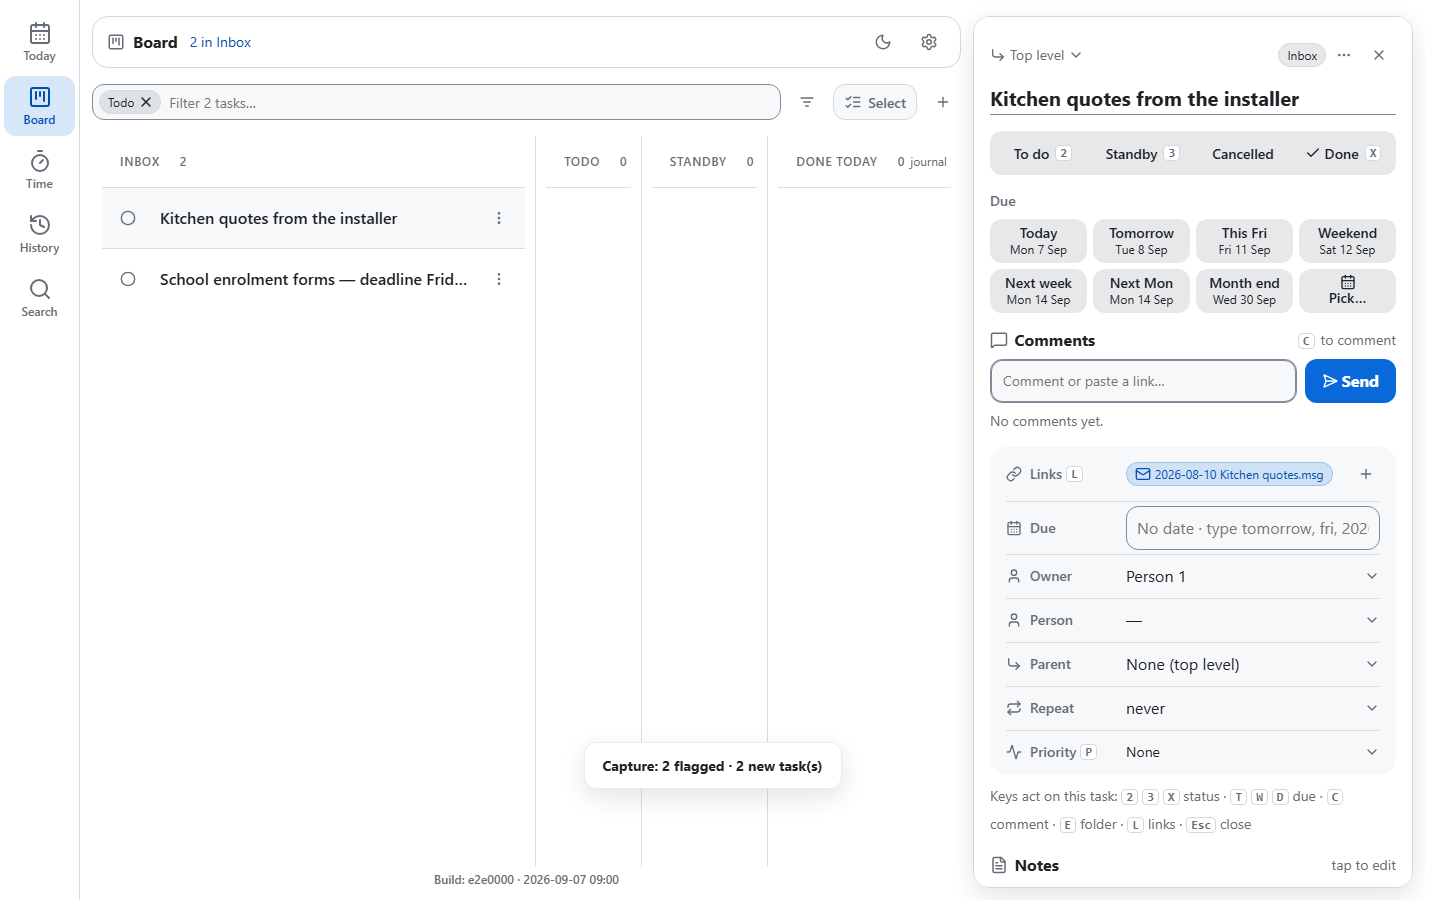 Today
Board
Time
History
Search
Board 2 in Inbox
Todo Filter 2 tasks...
Select
INBOX 2
TODO 0
STANDBY 0
DONE TODAY 0 journal
Kitchen quotes from the installer
School enrolment forms — deadline Frid...
Capture: 2 flagged · 2 new task(s)
Build: e2e0000 · 2026-09-07 09:00
Top level
Inbox
Kitchen quotes from the installer
To do 2 Standby 3 Cancelled Done X
Due
Today Tomorrow This Fri Weekend
Mon 7 Sep Tue 8 Sep Fri 11 Sep Sat 12 Sep
Next week Next Mon Month end Pick...
Mon 14 Sep Mon 14 Sep Wed 30 Sep
Comments C to comment
Comment or paste a link... Send
No comments yet.
Links L 2026-08-10 Kitchen quotes.msg
Due No date · type tomorrow, fri, 202
Owner Person 1
Person —
Parent None (top level)
Repeat never
Priority P None
Keys act on this task: 2 3 X status · T W D due · C
comment · E folder · L links · Esc close
Notes tap to edit